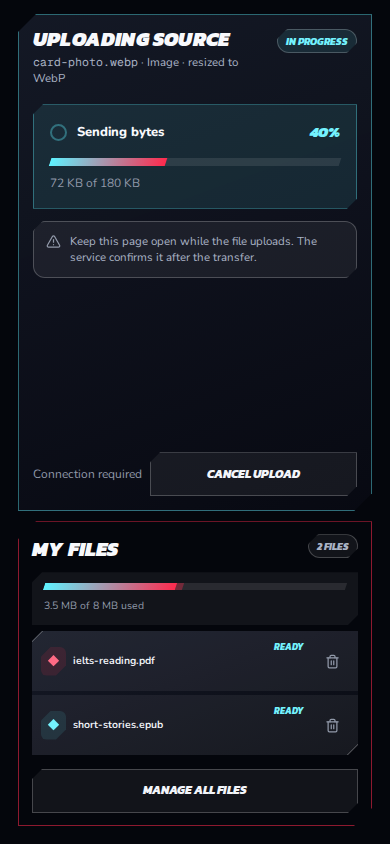 UPLOADING SOURCE
IN PROGRESS
card-photo.webp · Image · resized to
WebP
Sending bytes
40%
72 KB of 180 KB
Keep this page open while the file uploads. The
service confirms it after the transfer.
Connection required
CANCEL UPLOAD
MY FILES
2 FILES
3.5 MB of 8 MB used
READY
ielts-reading.pdf
READY
short-stories.epub
MANAGE ALL FILES